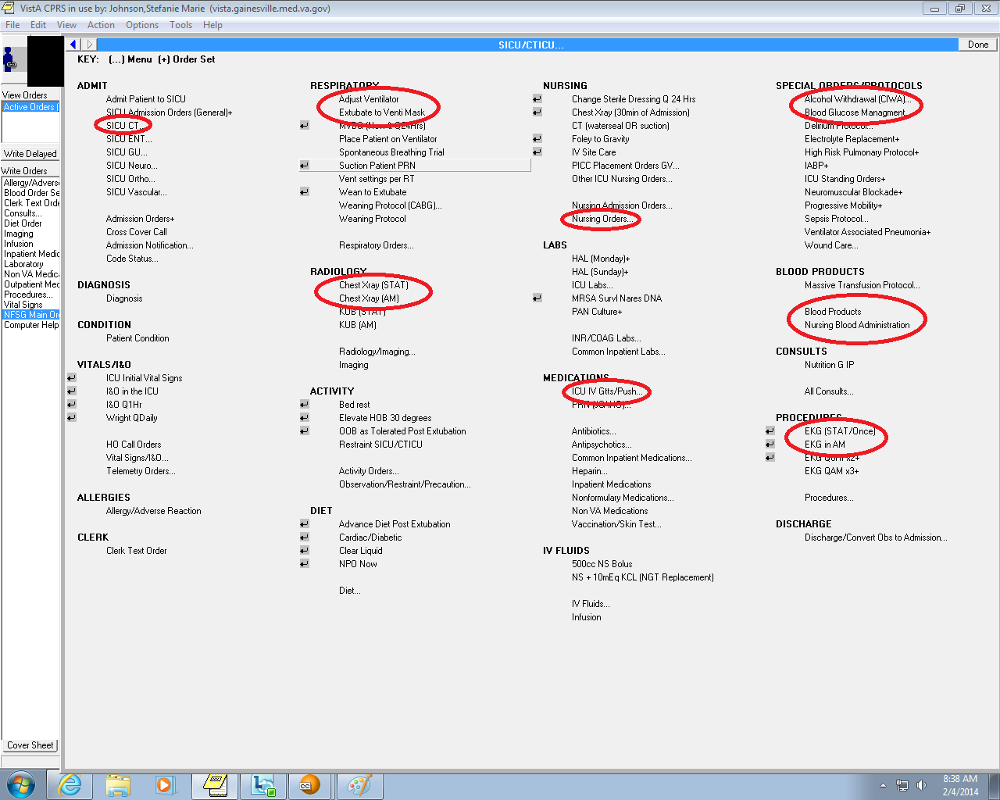 VistA CPRS in use by: Johnson,Stefanie Marie (vista.gainesville.med.va.gov)
File Edit View Action Options Tools Help
SICU/CTICU...
Done
KEY: (...) Menu (+) Order Set
View Orders
Active Orders (
Write Delayed
Write Orders
Allergy/Advers
Blood Order Se
Clerk Text Orde
Consults...
Diet Order
Imaging
Infusion
Inpatient Medic
Laboratory
Non VA Medic
Outpatient Med
Procedures...
Vital Signs
NFSG Main Or
Computer Help
Cover Sheet
ADMIT
Admit Patient to SICU
SICU Admission Orders (General)+
SICU CT...
SICU ENT...
SICU GU...
SICU Neuro...
SICU Ortho...
SICU Vascular...
Admission Orders+
Cross Cover Call
Admission Notification...
Code Status...
DIAGNOSIS
Diagnosis
CONDITION
Patient Condition
VITALS/I&O
ICU Initial Vital Signs
I&O in the ICU
I&O Q1Hr
Wright QDaily
HO Call Orders
Vital Signs/I&O...
Telemetry Orders...
ALLERGIES
Allergy/Adverse Reaction
CLERK
Clerk Text Order
RESPIRATORY
Adjust Ventilator
Extubate to Venti Mask
MVBG (Now & Q24Hrs)
Place Patient on Ventilator
Spontaneous Breathing Trial
Suction Patient PRN
Vent settings per RT
Wean to Extubate
Weaning Protocol (CABG)...
Weaning Protocol
Respiratory Orders...
RADIOLOGY
Chest Xray (STAT)
Chest Xray (AM)
KUB (STAT)
KUB (AM)
Radiology/Imaging...
Imaging
ACTIVITY
Bed rest
Elevate HOB 30 degrees
OOB as Tolerated Post Extubation
Restraint SICU/CTICU
Activity Orders...
Observation/Restraint/Precaution...
DIET
Advance Diet Post Extubation
Cardiac/Diabetic
Clear Liquid
NPO Now
Diet...
NURSING
Change Sterile Dressing Q 24 Hrs
Chest Xray (30min of Admission)
CT (waterseal OR suction)
Foley to Gravity
IV Site Care
PICC Placement Orders GV...
Other ICU Nursing Orders...
Nursing Admission Orders...
Nursing Orders...
LABS
HAL (Monday)+
HAL (Sunday)+
ICU Labs...
MRSA Survl Nares DNA
PAN Culture+
INR/COAG Labs...
Common Inpatient Labs...
MEDICATIONS
ICU IV Gtts/Push...
PRN (JCAHO)...
Antibiotics...
Antipsychotics...
Common Inpatient Medications...
Heparin...
Inpatient Medications
Nonformulary Medications...
Non VA Medications
Vaccination/Skin Test...
IV FLUIDS
500cc NS Bolus
NS + 10mEq KCL (NGT Replacement)
IV Fluids...
Infusion
SPECIAL ORDERS/PROTOCOLS
Alcohol Withdrawal (CIWA)...
Blood Glucose Managment...
Delirium Protocol...
Electrolyte Replacement+
High Risk Pulmonary Protocol+
IABP+
ICU Standing Orders+
Neuromuscular Blockade+
Progressive Mobility+
Sepsis Protocol...
Ventilator Associated Pneumonia+
Wound Care...
BLOOD PRODUCTS
Massive Transfusion Protocol...
Blood Products
Nursing Blood Administration
CONSULTS
Nutrition G IP
All Consults...
PROCEDURES
EKG (STAT/Once)
EKG in AM
EKG Q8H x2+
EKG QAM x3+
Procedures...
DISCHARGE
Discharge/Convert Obs to Admission...
8:38 AM
2/4/2014